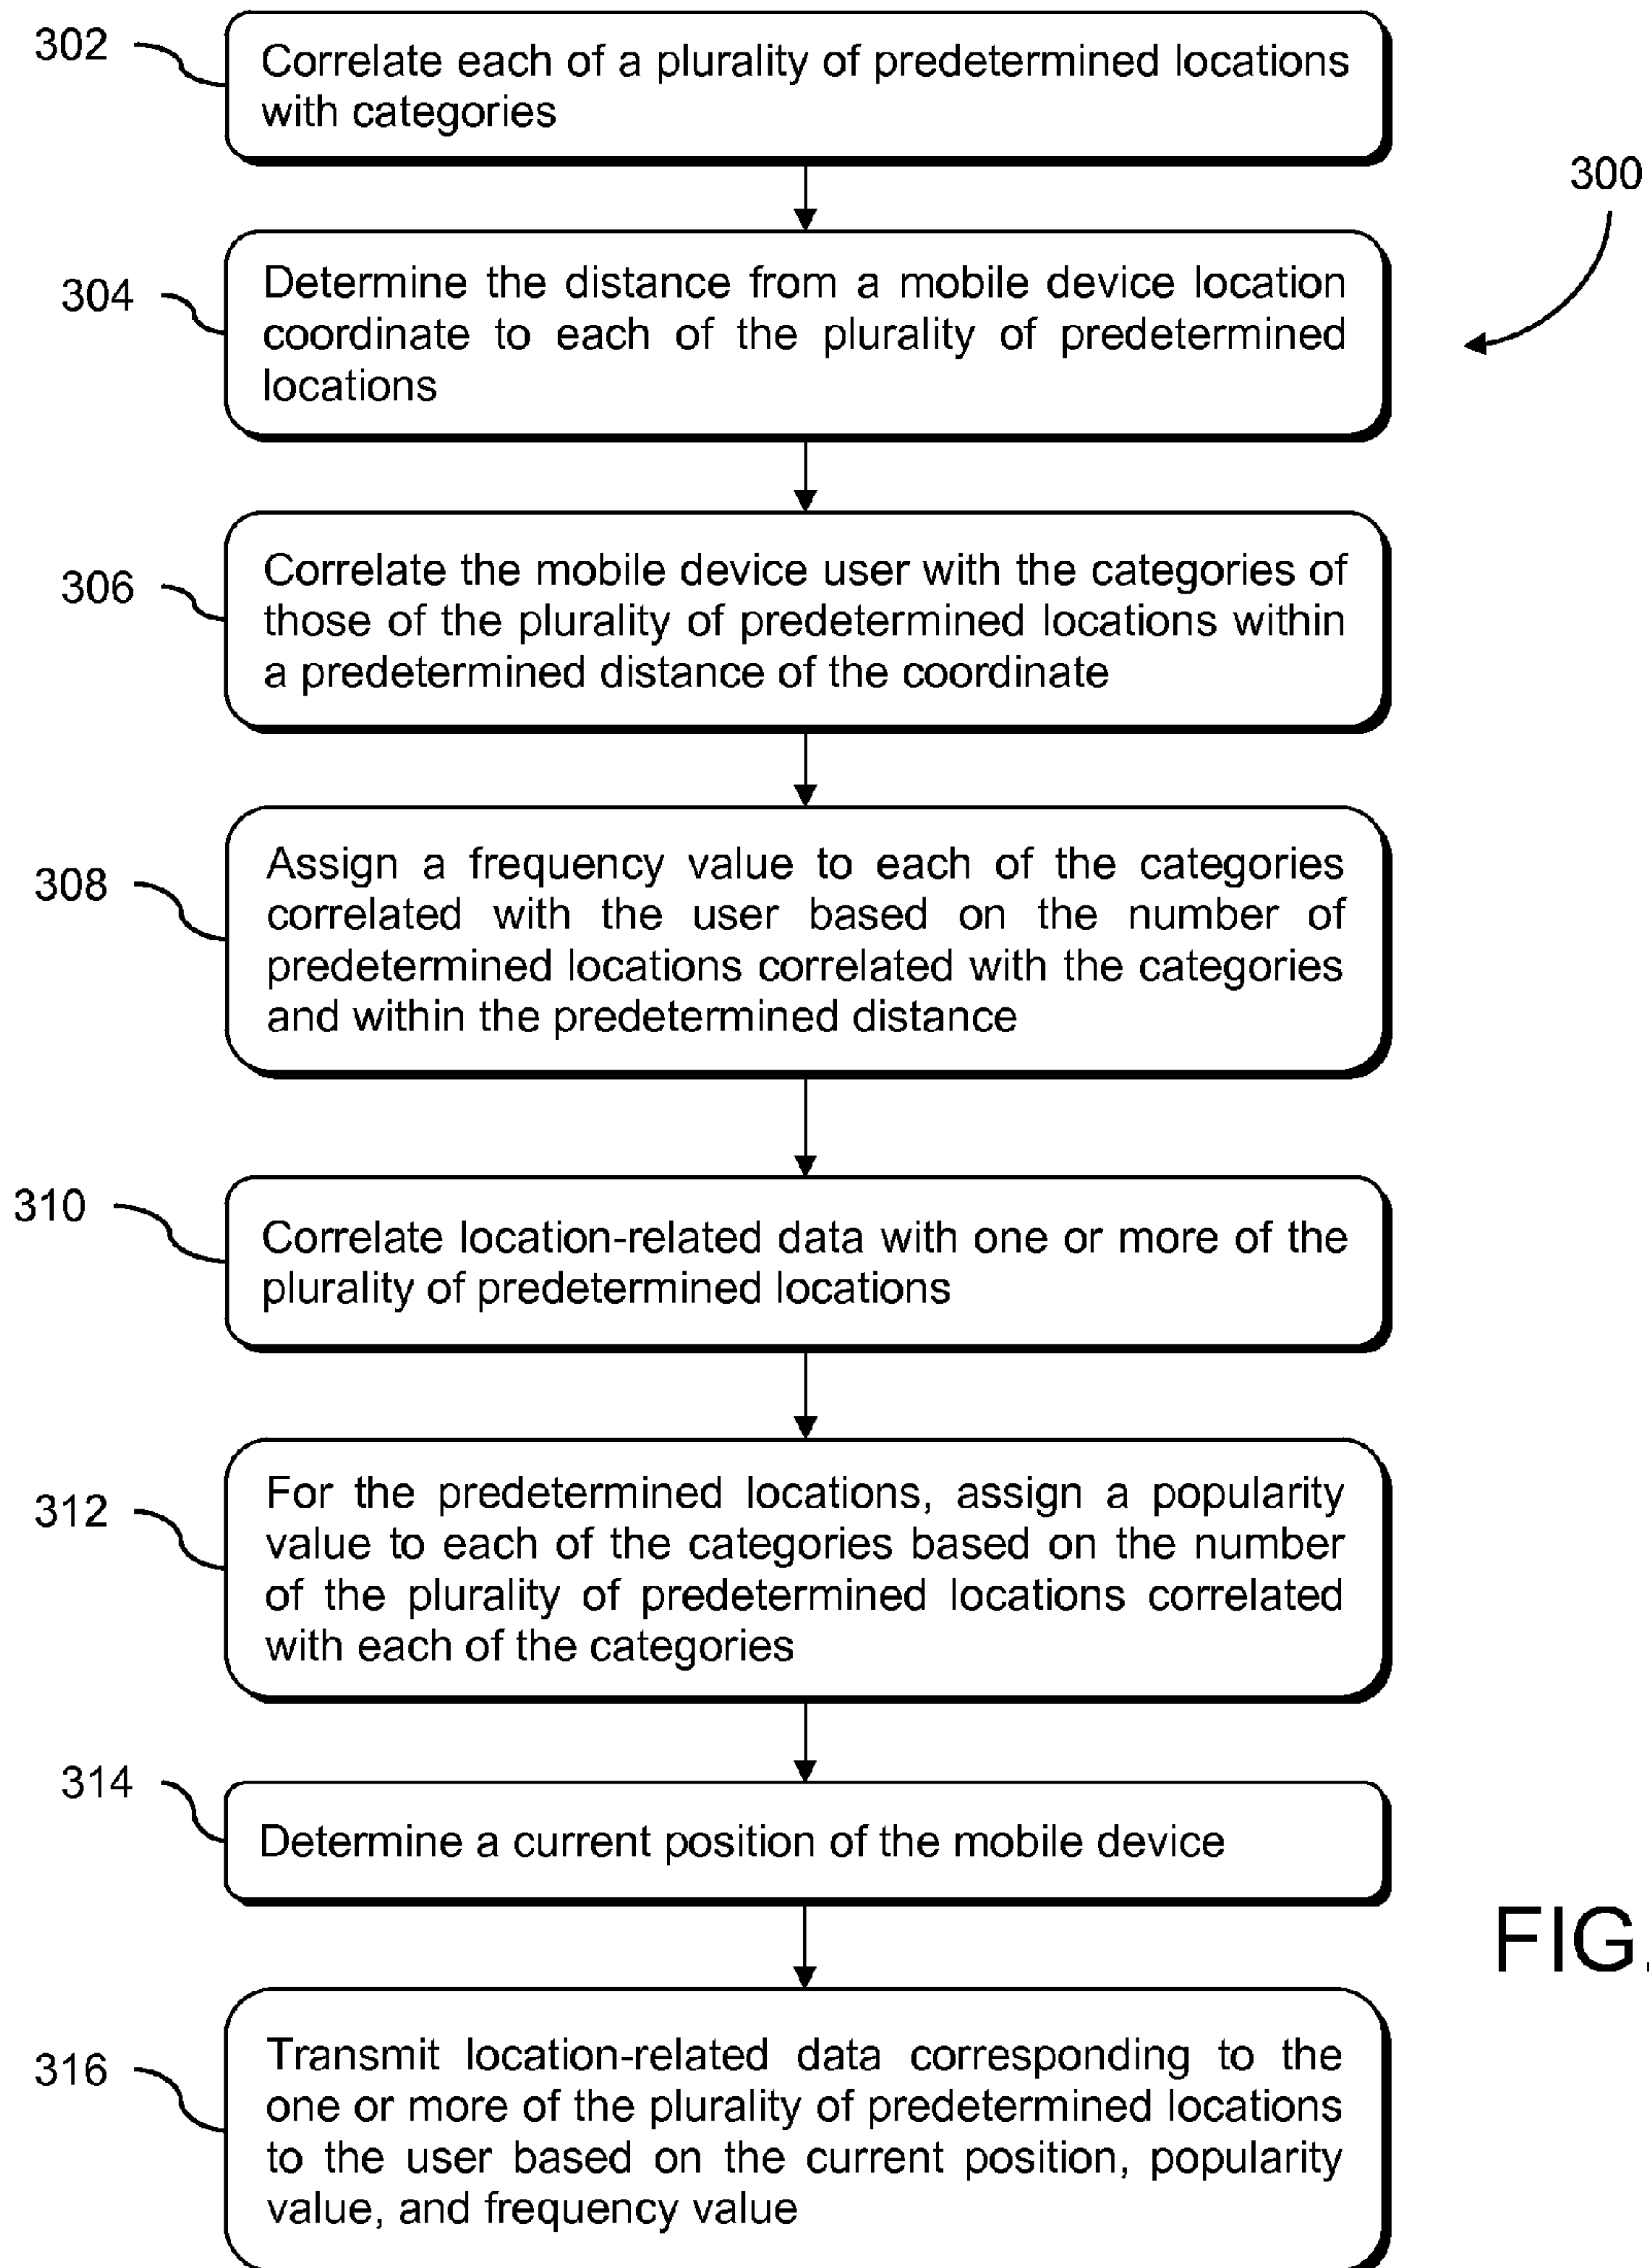 302
Correlate each of a plurality of predetermined locations
with categories
300
304
Determine the distance from a mobile device location
coordinate to each of the plurality of predetermined
locations
306
Correlate the mobile device user with the categories of
those of the plurality of predetermined locations within
a predetermined distance of the coordinate
308
Assign a frequency value to each of the categories
correlated with the user based on the number of
predetermined locations correlated with the categories
and within the predetermined distance
310
Correlate location-related data with one or more of the
plurality of predetermined locations
312
For the predetermined locations, assign a popularity
value to each of the categories based on the number
of the plurality of predetermined locations correlated
with each of the categories
314
Determine a current position of the mobile device
FIG.
316
Transmit location-related data corresponding to the
one or more of the plurality of predetermined locations
to the user based on the current position, popularity
value, and frequency value